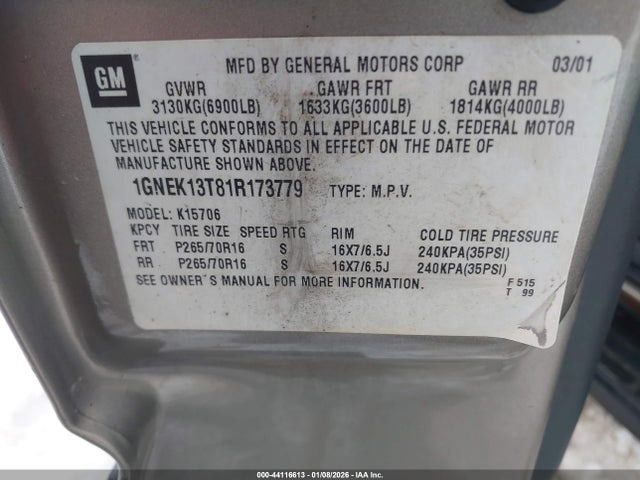 GM
MFD BY GENERAL MOTORS CORP 03/01
GVWR GAWR FRT GAWR RR
3130KG(6900LB) 1633KG(3600LB) 1814KG(4000LB)
THIS VEHICLE CONFORMS TO ALL APPLICABLE U.S. FEDERAL MOTOR
VEHICLE SAFETY STANDARDS IN EFFECT ON THE DATE OF
MANUFACTURE SHOWN ABOVE.
1GNEK13T81R173779 TYPE: M.P.V.
MODEL: K15706
KPCY TIRE SIZE SPEED RTG RIM COLD TIRE PRESSURE
FRT P265/70R16 S 16X7/6.5J 240KPA(35PSI)
RR P265/70R16 S 16X7/6.5J 240KPA(35PSI)
SEE OWNER'S MANUAL FOR MORE INFORMATION.
F 515
T 99
000-44116613 - 01/08/2026 - IAAI.com